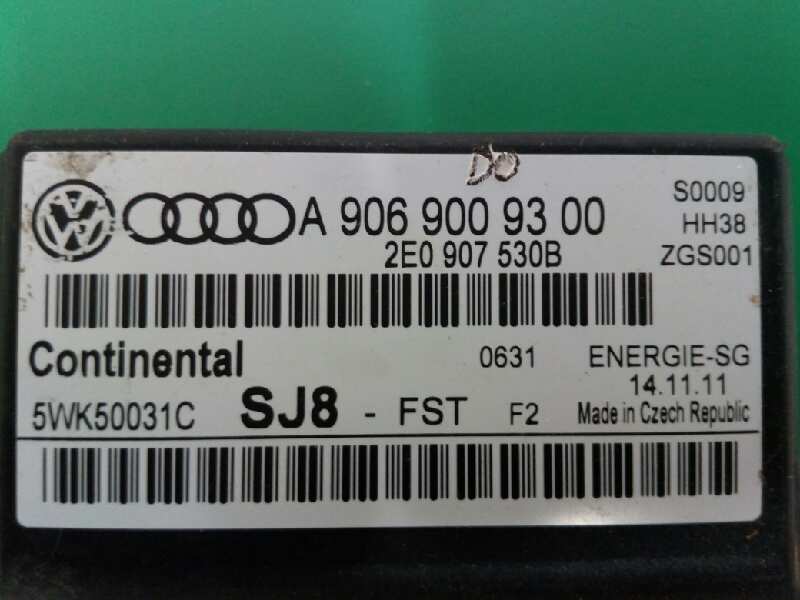 DO
A 906 900 93 00
S0009
HH38
2E0 907 530B
ZGS001
Continental
0631
ENERGIE-SG
14.11.11
5WK50031C
SJ8 - FST
F2
Made in Czech Republic